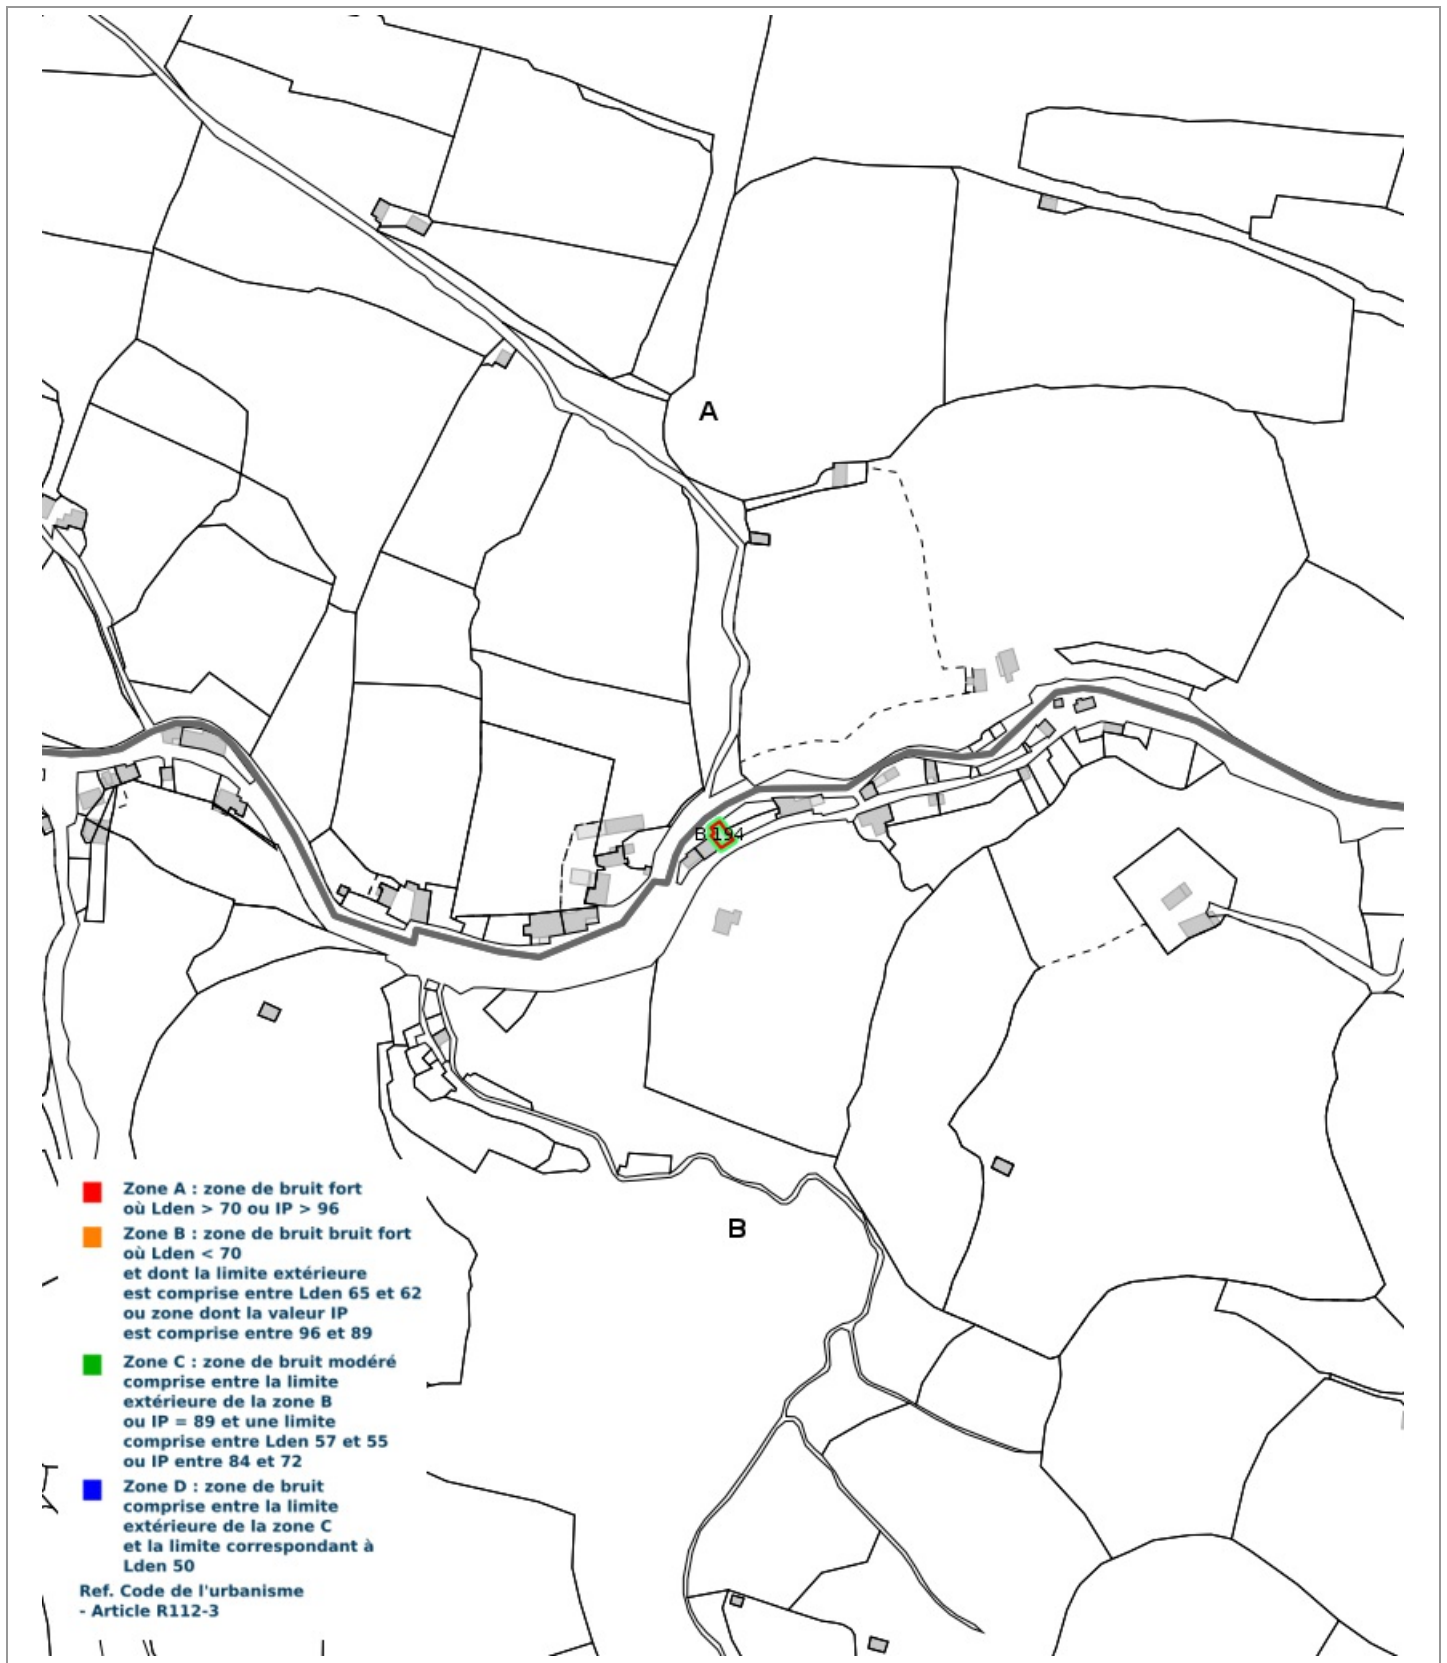 A
B 194
B
Zone A : zone de bruit fort
où Lden > 70 ou IP > 96
Zone B : zone de bruit bruit fort
où Lden < 70
et dont la limite extérieure
est comprise entre Lden 65 et 62
ou zone dont la valeur IP
est comprise entre 96 et 89
Zone C : zone de bruit modéré
comprise entre la limite
extérieure de la zone B
ou IP = 89 et une limite
comprise entre Lden 57 et 55
ou IP entre 84 et 72
Zone D : zone de bruit
comprise entre la limite
extérieure de la zone C
et la limite correspondant à
Lden 50
Ref. Code de l'urbanisme
- Article R112-3